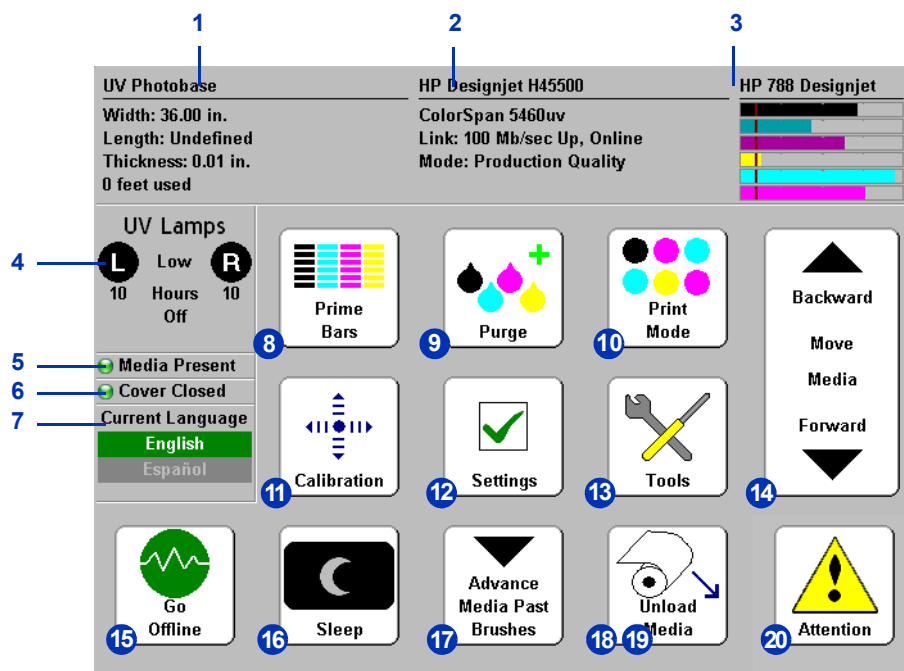 1
2
3
UV Photobase
Width: 36.00 in.
Length: Undefined
Thickness: 0.01 in.
0 feet used
HP Designjet H45500
ColorSpan 5460uv
Link: 100 Mb/sec Up, Online
Mode: Production Quality
HP 788 Designjet
4
UV Lamps
L Low R
10 Hours 10
Off
5
Media Present
6
Cover Closed
7
Current Language
English
Español
Prime
Bars
8
Purge
9
Print
Mode
10
Calibration
11
Settings
12
Tools
13
Backward
Move
Media
Forward
14
Go
Offline
15
Sleep
16
Advance
Media Past
Brushes
17
Unload
Media
18 19
Attention
20